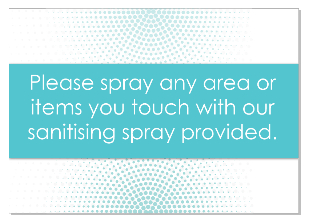 Please spray any area or
items you touch with our
sanitising spray provided.